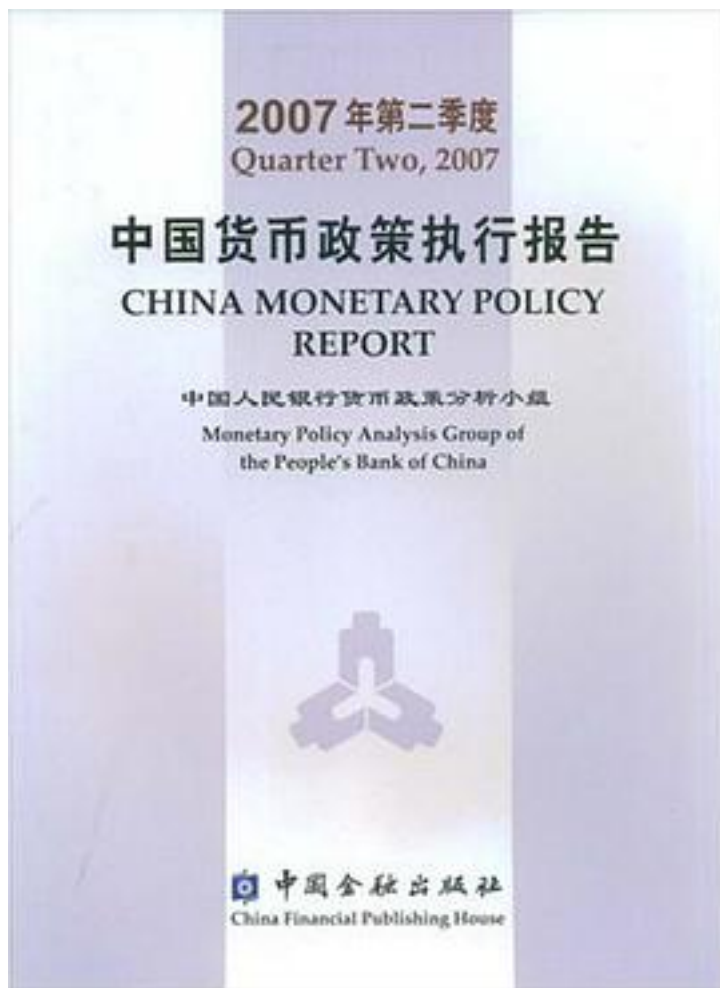 2007年第二季度
Quarter Two, 2007
中国货币政策执行报告
CHINA MONETARY POLICY
REPORT
中国人民银行货币政策分析小组
Monetary Policy Analysis Group of
the People's Bank of China
中国金融出版社
China Financial Publishing House